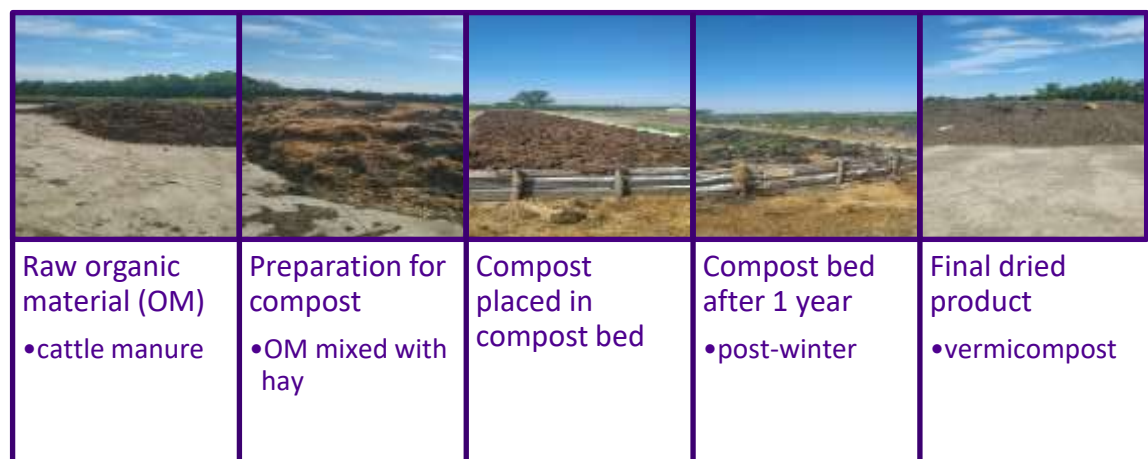 Raw organic
material (OM)
•cattle manure
Preparation for
compost
•OM mixed with
hay
Compost
placed in
compost bed
Compost bed
after 1 year
•post-winter
Final dried
product
•vermicompost